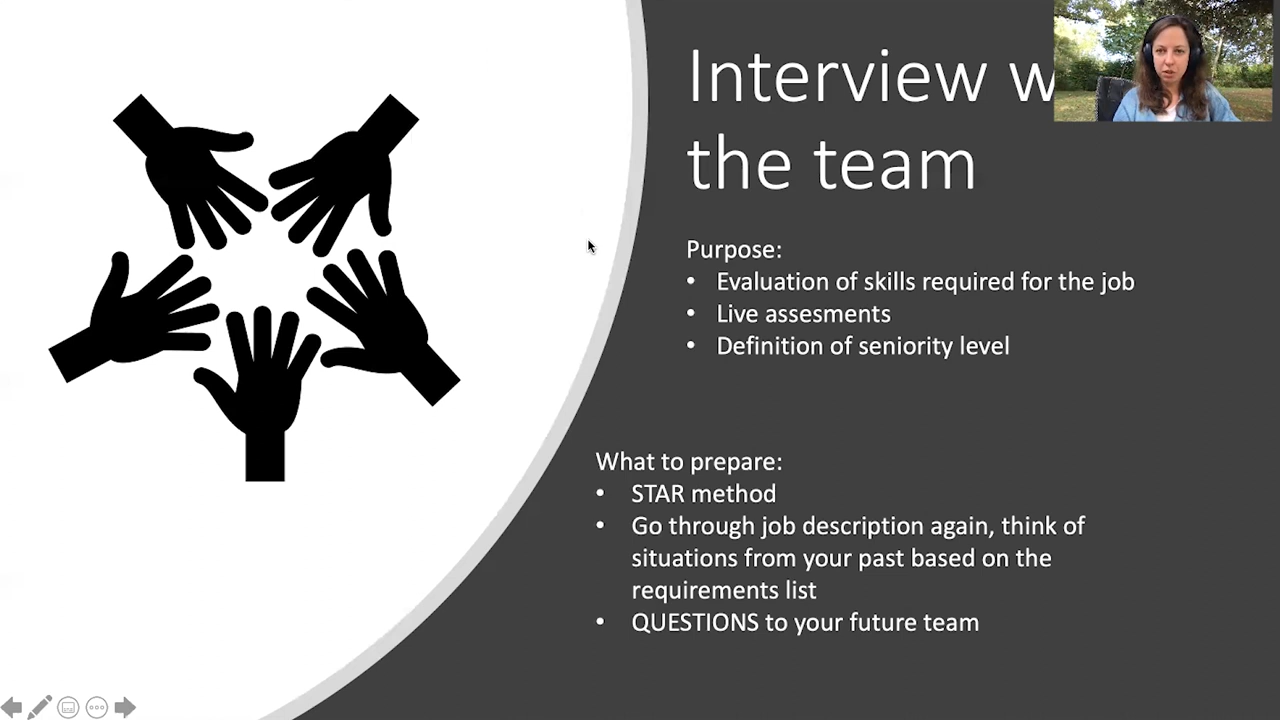 Interview w
the team
Purpose:
• Evaluation of skills required for the job
• Live assesments
• Definition of seniority level
What to prepare:
• STAR method
• Go through job description again, think of
situations from your past based on the
requirements list
• QUESTIONS to your future team